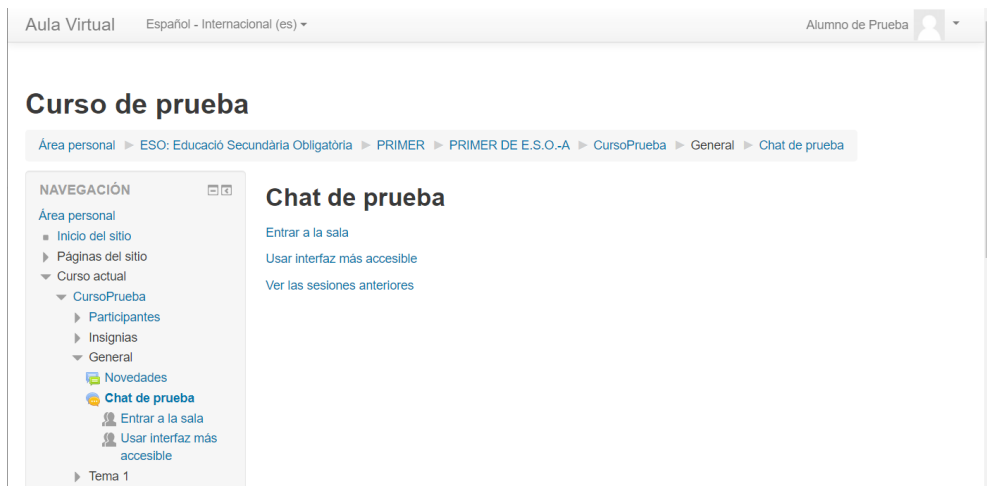 Aula Virtual Español - Internacional (es)
Alumno de Prueba
Curso de prueba
Área personal ESO: Educació Secundària Obligatòria PRIMER PRIMER DE E.S.O.-A CursoPrueba General Chat de prueba
NAVEGACIÓN
Área personal
Inicio del sitio
Páginas del sitio
Curso actual
CursoPrueba
Participantes
Insignias
General
Novedades
Chat de prueba
Entrar a la sala
Usar interfaz más
accesible
Tema 1
Chat de prueba
Entrar a la sala
Usar interfaz más accesible
Ver las sesiones anteriores